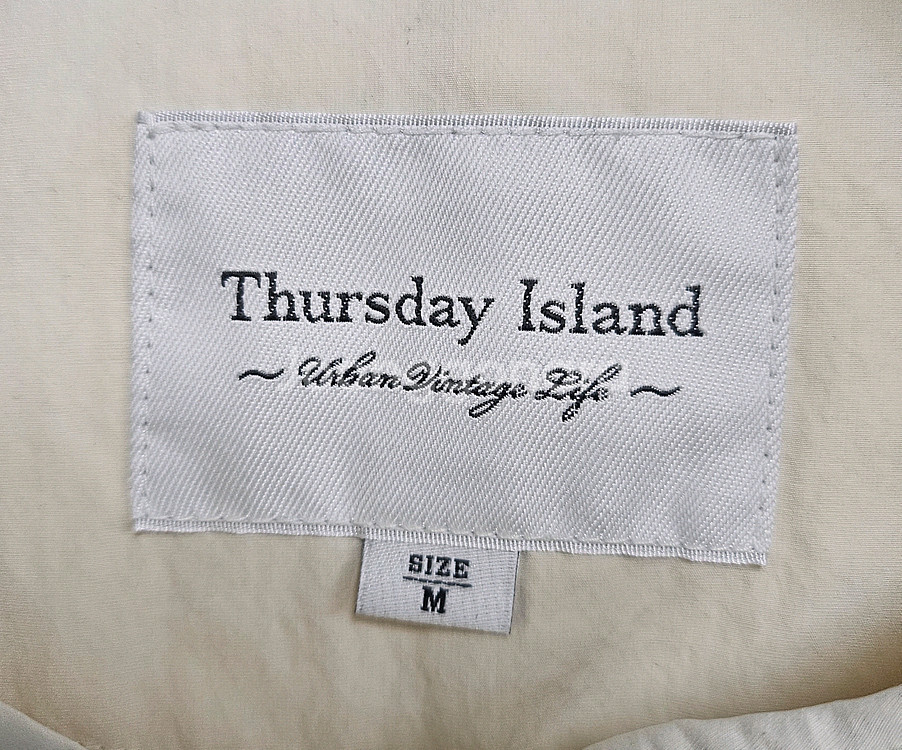 Thursday Island
~ Urban Vintage Life ~
SIZE
M